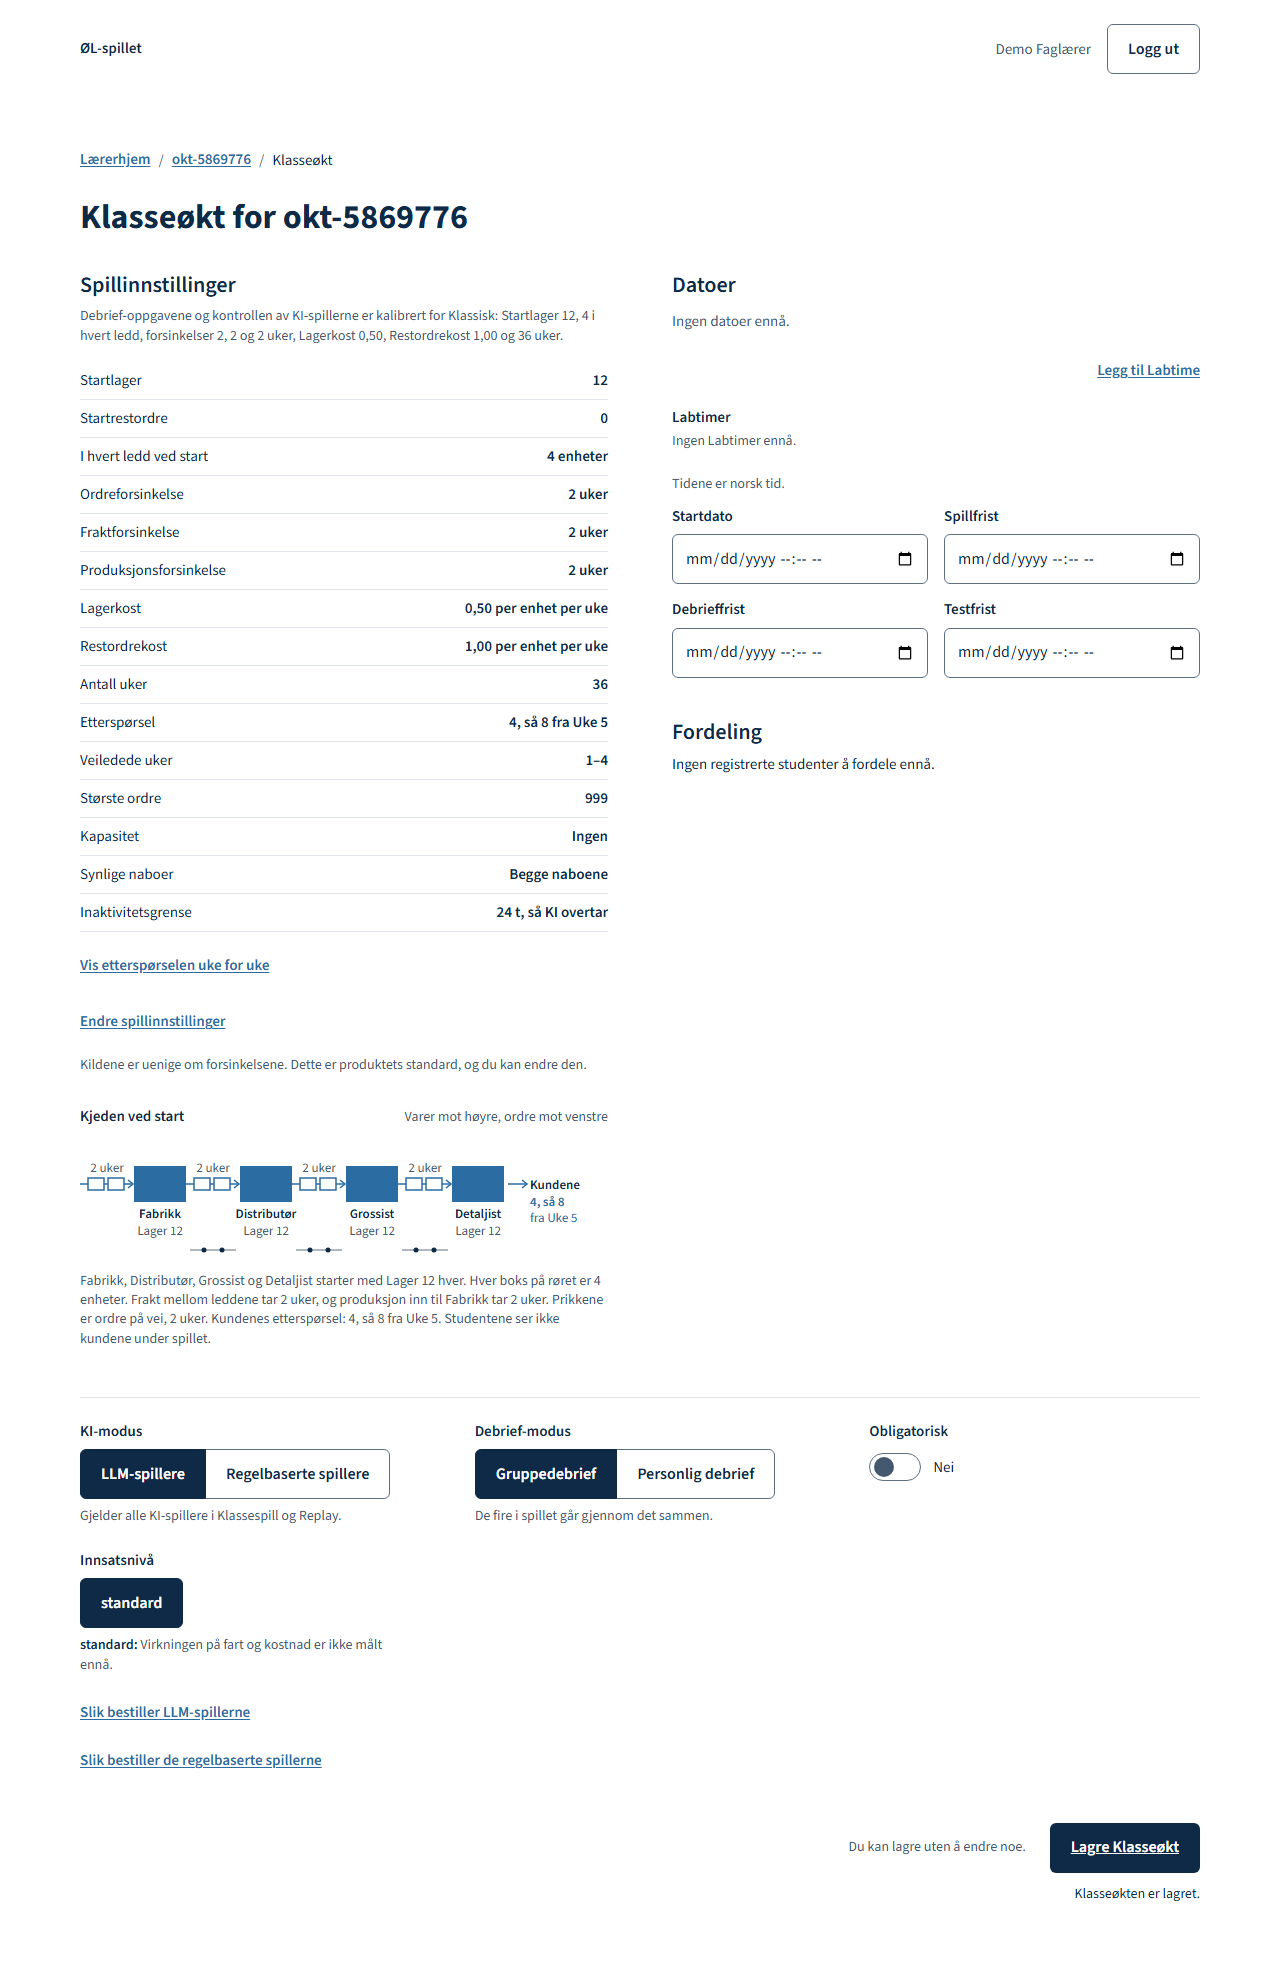 ØL-spillet
Demo Faglærer
Logg ut
Lærerhjem / okt-5869776 / Klasseøkt
Klasseøkt for okt-5869776
Spillinnstillinger
Debrief-oppgavene og kontrollen av KI-spillerne er kalibrert for Klassisk: Startlager 12, 4 i
hvert ledd, forsinkelser 2, 2 og 2 uker, Lagerkost 0,50, Restordrekost 1,00 og 36 uker.
Startlager 12
Startrestordre 0
I hvert ledd ved start 4 enheter
Ordreforsinkelse 2 uker
Fraktforsinkelse 2 uker
Produksjonsforsinkelse 2 uker
Lagerkost 0,50 per enhet per uke
Restordrekost 1,00 per enhet per uke
Antall uker 36
Etterspørsel 4, så 8 fra Uke 5
Veiledede uker 1–4
Største ordre 999
Kapasitet Ingen
Synlige naboer Begge naboene
Inaktivitetsgrense 24 t, så KI overtar
Vis etterspørselen uke for uke
Endre spillinnstillinger
Kildene er uenige om forsinkelsene. Dette er produktets standard, og du kan endre den.
Kjeden ved start Varer mot høyre, ordre mot venstre
2 uker 2 uker 2 uker 2 uker
Kundene
4, så 8
fra Uke 5
Fabrikk Distributør Grossist Detaljist
Lager 12 Lager 12 Lager 12 Lager 12
Fabrikk, Distributør, Grossist og Detaljist starter med Lager 12 hver. Hver boks på røret er 4
enheter. Frakt mellom leddene tar 2 uker, og produksjon inn til Fabrikk tar 2 uker. Prikkene
er ordre på vei, 2 uker. Kundenes etterspørsel: 4, så 8 fra Uke 5. Studentene ser ikke
kundene under spillet.
Datoer
Ingen datoer ennå.
Legg til Labtime
Labtimer
Ingen Labtimer ennå.
Tidene er norsk tid.
Startdato Spillfrist
mm/dd/yyyy --:-- -- mm/dd/yyyy --:-- --
Debrieffrist Testfrist
mm/dd/yyyy --:-- -- mm/dd/yyyy --:-- --
Fordeling
Ingen registrerte studenter å fordele ennå.
KI-modus
LLM-spillere Regelbaserte spillere
Gjelder alle KI-spillere i Klassespill og Replay.
Innsatsnivå
standard
standard: Virkningen på fart og kostnad er ikke målt
ennå.
Slik bestiller LLM-spillerne
Slik bestiller de regelbaserte spillerne
Debrief-modus
Gruppedebrief Personlig debrief
De fire i spillet går gjennom det sammen.
Obligatorisk
Nei
Du kan lagre uten å endre noe.
Lagre Klasseøkt
Klasseøkten er lagret.